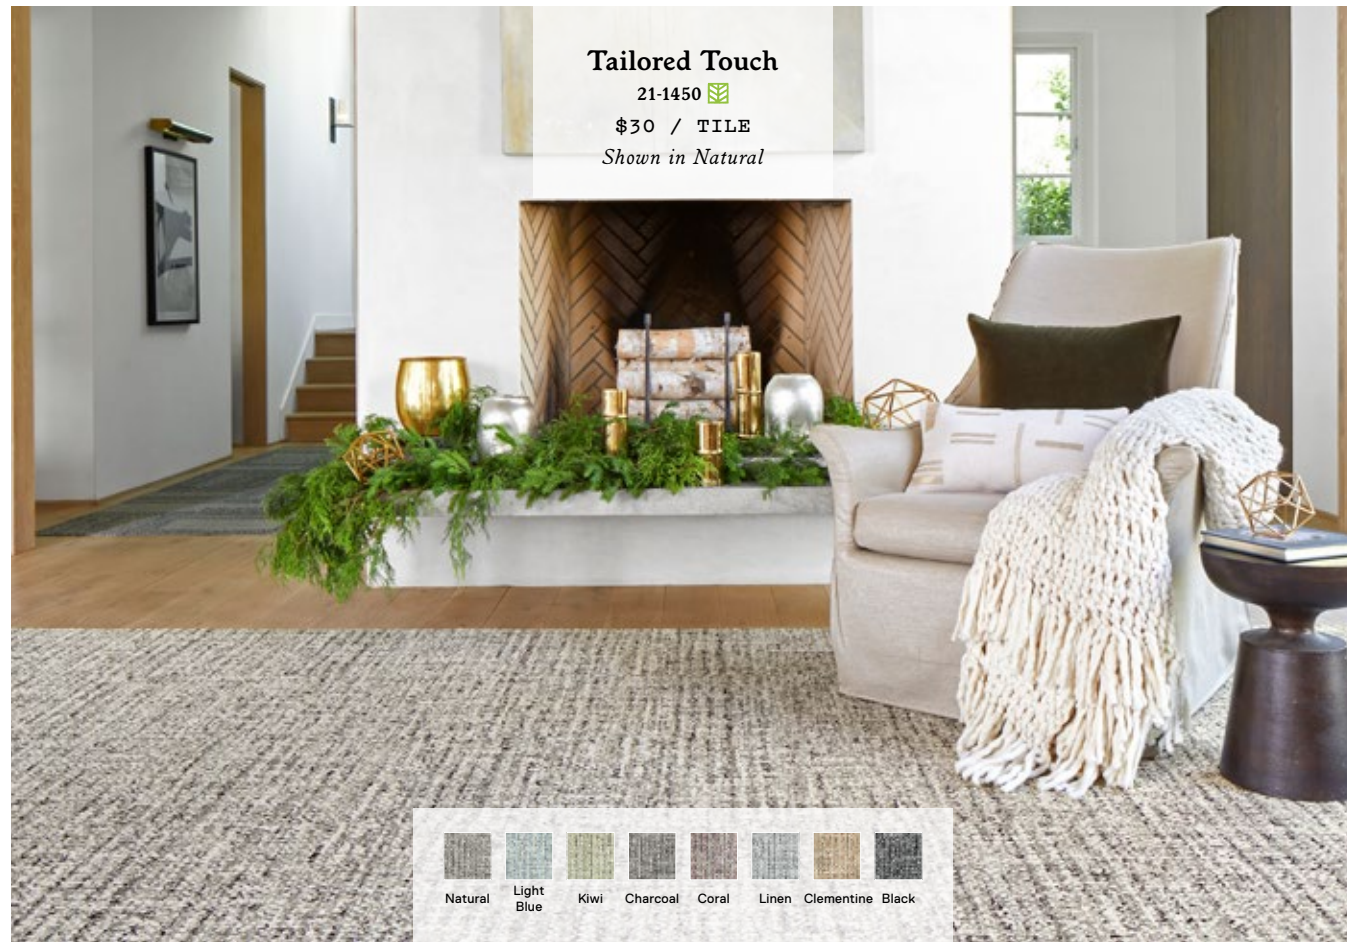 Tailored Touch
21-1450
$30 / TILE
Shown in Natural
Natural
Light
Blue
Kiwi
Charcoal
Coral
Linen
Clementine
Black